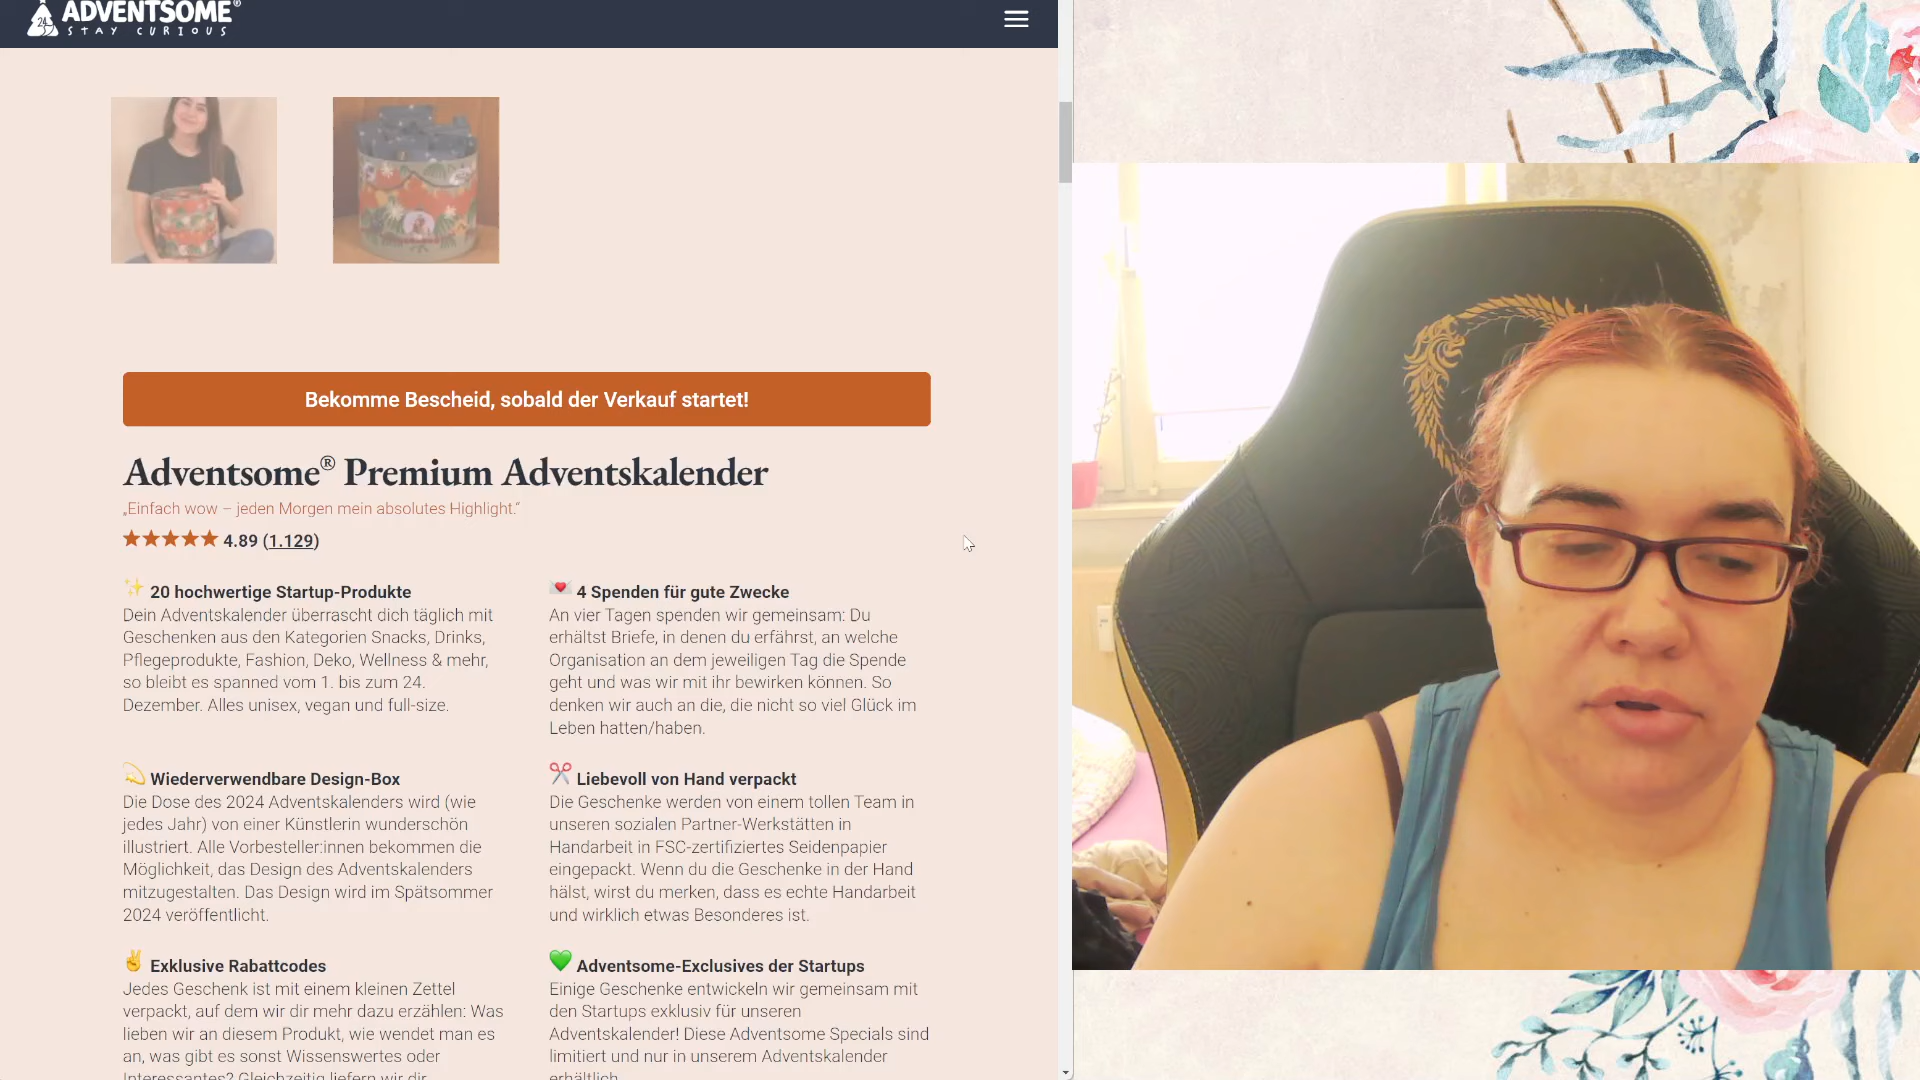 ADVENTSOME®
STAY CURIOUS
Bekomme Bescheid, sobald der Verkauf startet!
Adventsome® Premium Adventskalender
„Einfach wow – jeden Morgen mein absolutes Highlight."
4.89 (1.129)
✨ 20 hochwertige Startup-Produkte
Dein Adventskalender überrascht dich täglich mit
Geschenken aus den Kategorien Snacks, Drinks,
Pflegeprodukte, Fashion, Deko, Wellness & mehr,
so bleibt es spanned vom 1. bis zum 24.
Dezember. Alles unisex, vegan und full-size.
💌 4 Spenden für gute Zwecke
An vier Tagen spenden wir gemeinsam: Du
erhältst Briefe, in denen du erfährst, an welche
Organisation an dem jeweiligen Tag die Spende
geht und was wir mit ihr bewirken können. So
denken wir auch an die, die nicht so viel Glück im
Leben hatten/haben.
💫 Wiederverwendbare Design-Box
Die Dose des 2024 Adventskalenders wird (wie
jedes Jahr) von einer Künstlerin wunderschön
illustriert. Alle Vorbesteller:innen bekommen die
Möglichkeit, das Design des Adventskalenders
mitzugestalten. Das Design wird im Spätsommer
2024 veröffentlicht.
✂️ Liebevoll von Hand verpackt
Die Geschenke werden von einem tollen Team in
unseren sozialen Partner-Werkstätten in
Handarbeit in FSC-zertifiziertes Seidenpapier
eingepackt. Wenn du die Geschenke in der Hand
hälst, wirst du merken, dass es echte Handarbeit
und wirklich etwas Besonderes ist.
✌️ Exklusive Rabattcodes
Jedes Geschenk ist mit einem kleinen Zettel
verpackt, auf dem wir dir mehr dazu erzählen: Was
lieben wir an diesem Produkt, wie wendet man es
an, was gibt es sonst Wissenswertes oder
Interessantes? Gleichzeitig liefern wir dir
💚 Adventsome-Exclusives der Startups
Einige Geschenke entwickeln wir gemeinsam mit
den Startups exklusiv für unseren
Adventskalender! Diese Adventsome Specials sind
limitiert und nur in unserem Adventskalender
erhältlich.